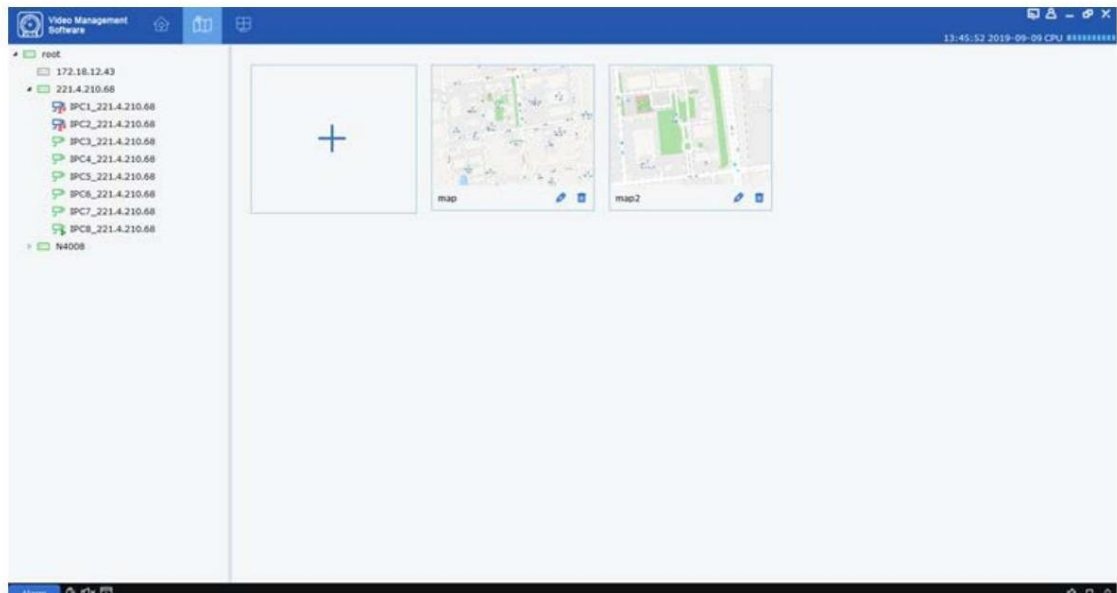 Video Management
Software
13:45:52 2019-09-09 CPU
root
172.16.12.43
221.4.210.68
IPC1_221.4.210.68
IPC2_221.4.210.68
IPC3_221.4.210.68
IPC4_221.4.210.68
IPC5_221.4.210.68
IPC6_221.4.210.68
IPC7_221.4.210.68
IPC8_221.4.210.68
N4008
map
map2